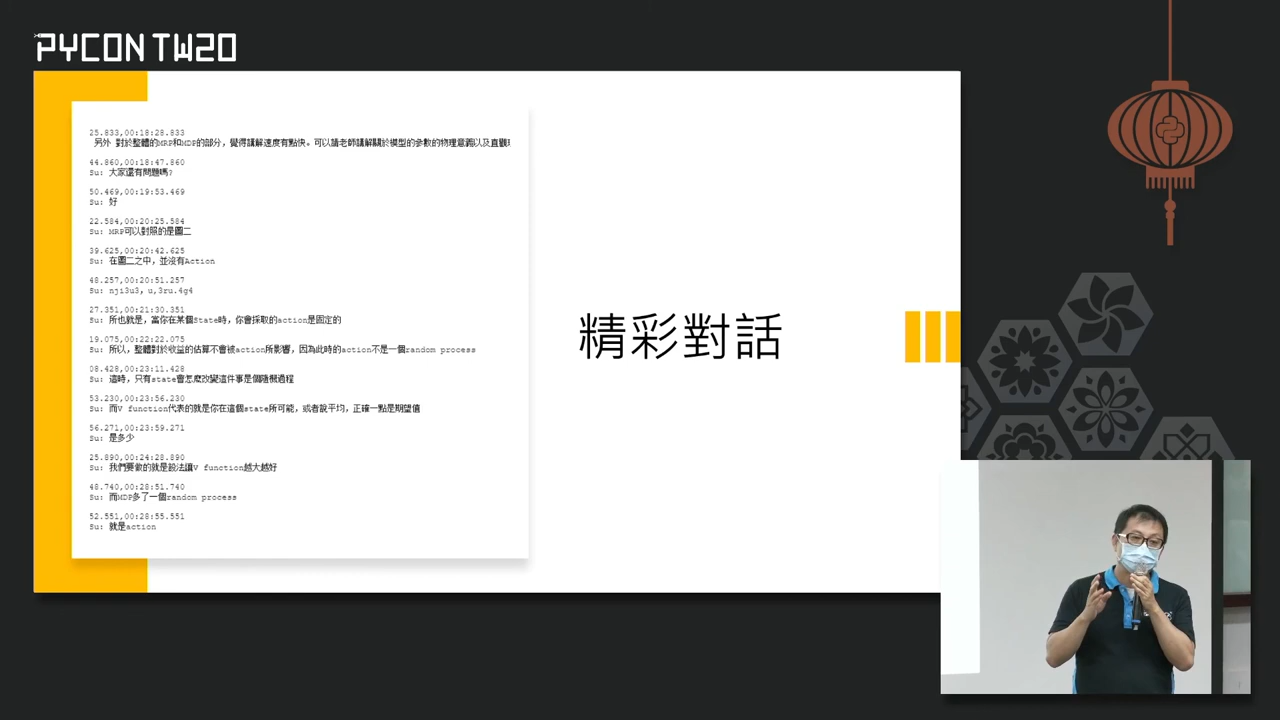 PYCON TW20
25.833,00:18:28.833
另外 對於整體的MRP和MDP的部分，覺得講解速度有點快。可以請老師講解關於模型的參數的物理意義以及直觀
44.860,00:18:47.860
Su: 大家還有問題嗎?
50.469,00:19:53.469
Su: 好
22.584,00:20:25.584
Su: MRP可以對照的是圖二
39.625,00:20:42.625
Su: 在圖二之中，並沒有Action
48.257,00:20:51.257
Su: nji3u3，u,3ru.4g4
27.351,00:21:30.351
Su: 所也就是，當你在某個State時，你會採取的action是固定的
19.075,00:22:22.075
Su: 所以，整體對於收益的估算不會被action所影響，因為此時的action不是一個random process
08.428,00:23:11.428
Su: 這時，只有state會怎麼改變這件事是個隨機過程
53.230,00:23:56.230
Su: 而V function代表的就是你在這個state所可能，或者說平均，正確一點是期望值
56.271,00:23:59.271
Su: 是多少
25.890,00:24:28.890
Su: 我們要做的就是設法讓V function越大越好
48.740,00:28:51.740
Su: 而MDP多了一個random process
52.551,00:28:55.551
Su: 就是action
精彩對話